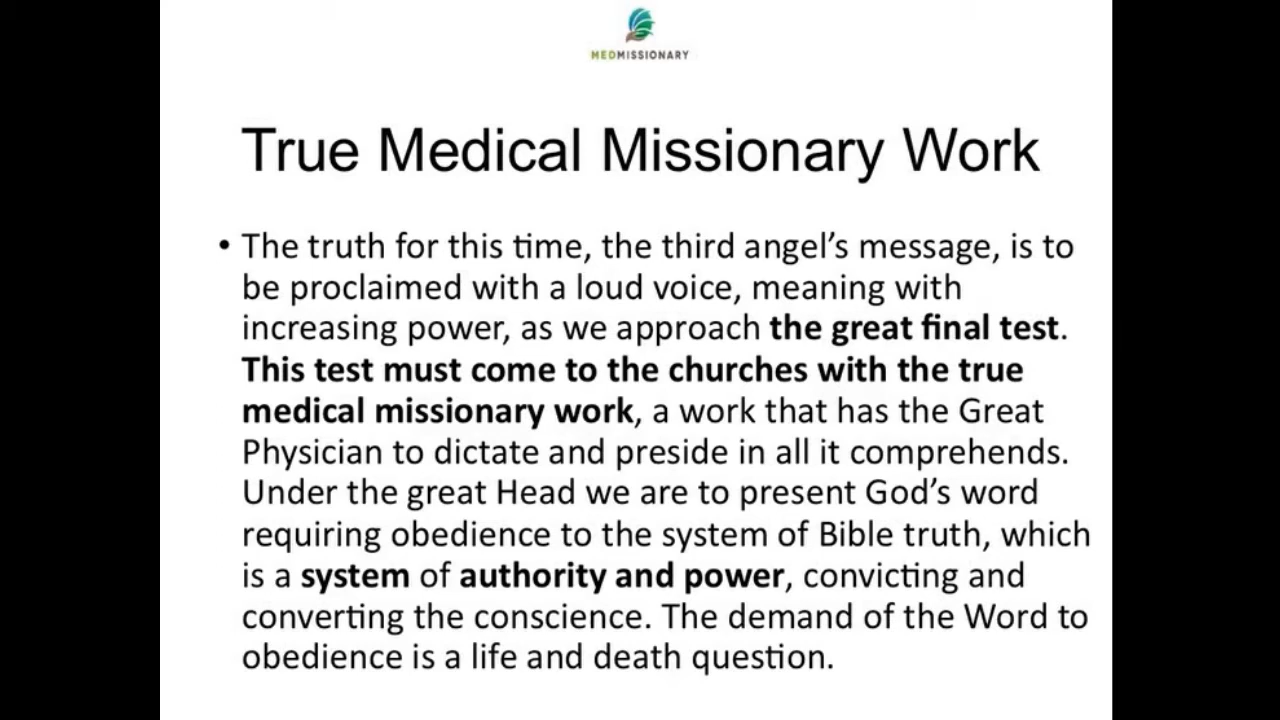 MEDMISSIONARY
True Medical Missionary Work
• The truth for this time, the third angel’s message, is to
be proclaimed with a loud voice, meaning with
increasing power, as we approach the great final test.
This test must come to the churches with the true
medical missionary work, a work that has the Great
Physician to dictate and preside in all it comprehends.
Under the great Head we are to present God’s word
requiring obedience to the system of Bible truth, which
is a system of authority and power, convicting and
converting the conscience. The demand of the Word to
obedience is a life and death question.